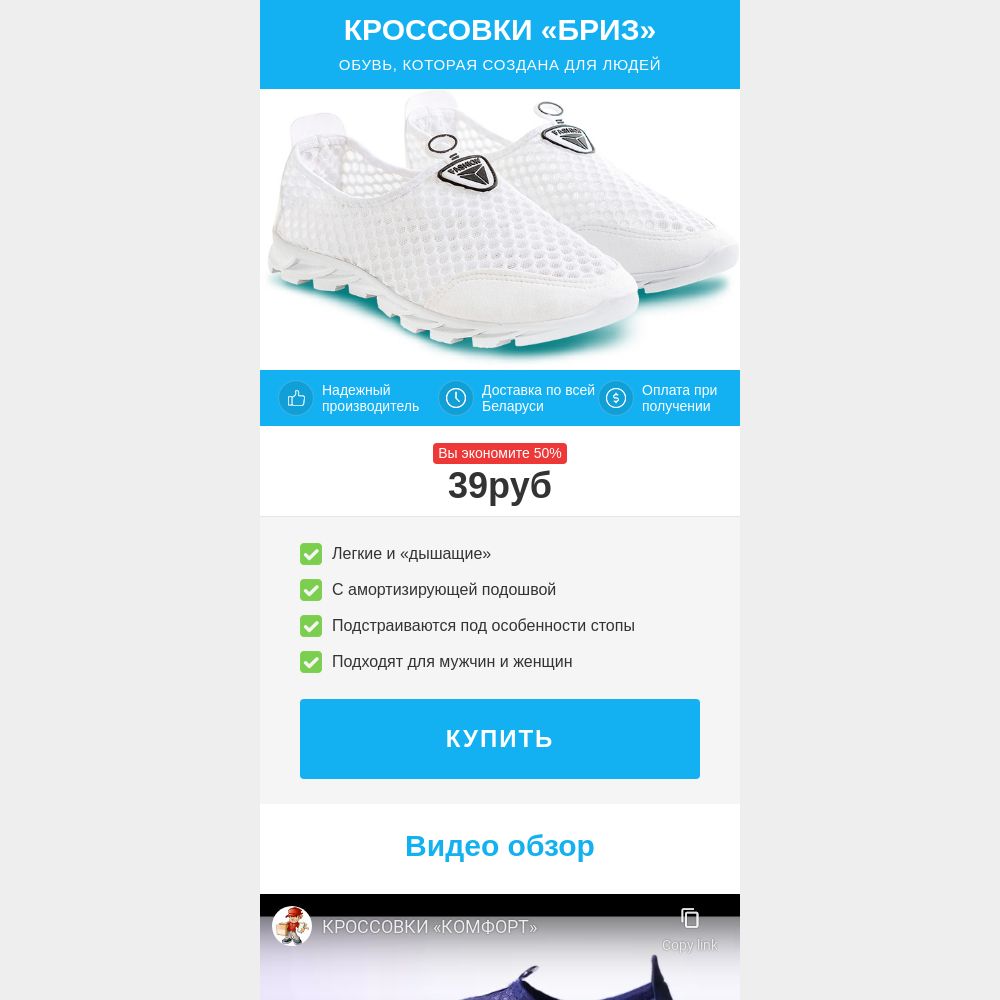 КРОССОВКИ «БРИЗ»
ОБУВЬ, КОТОРАЯ СОЗДАНА ДЛЯ ЛЮДЕЙ
FASHION
FASHION
Надежный
производитель
Доставка по всей
Беларуси
Оплата при
получении
Вы экономите 50%
39руб
Легкие и «дышащие»
С амортизирующей подошвой
Подстраиваются под особенности стопы
Подходят для мужчин и женщин
КУПИТЬ
Видео обзор
КРОССОВКИ «КОМФОРТ»
Copy link